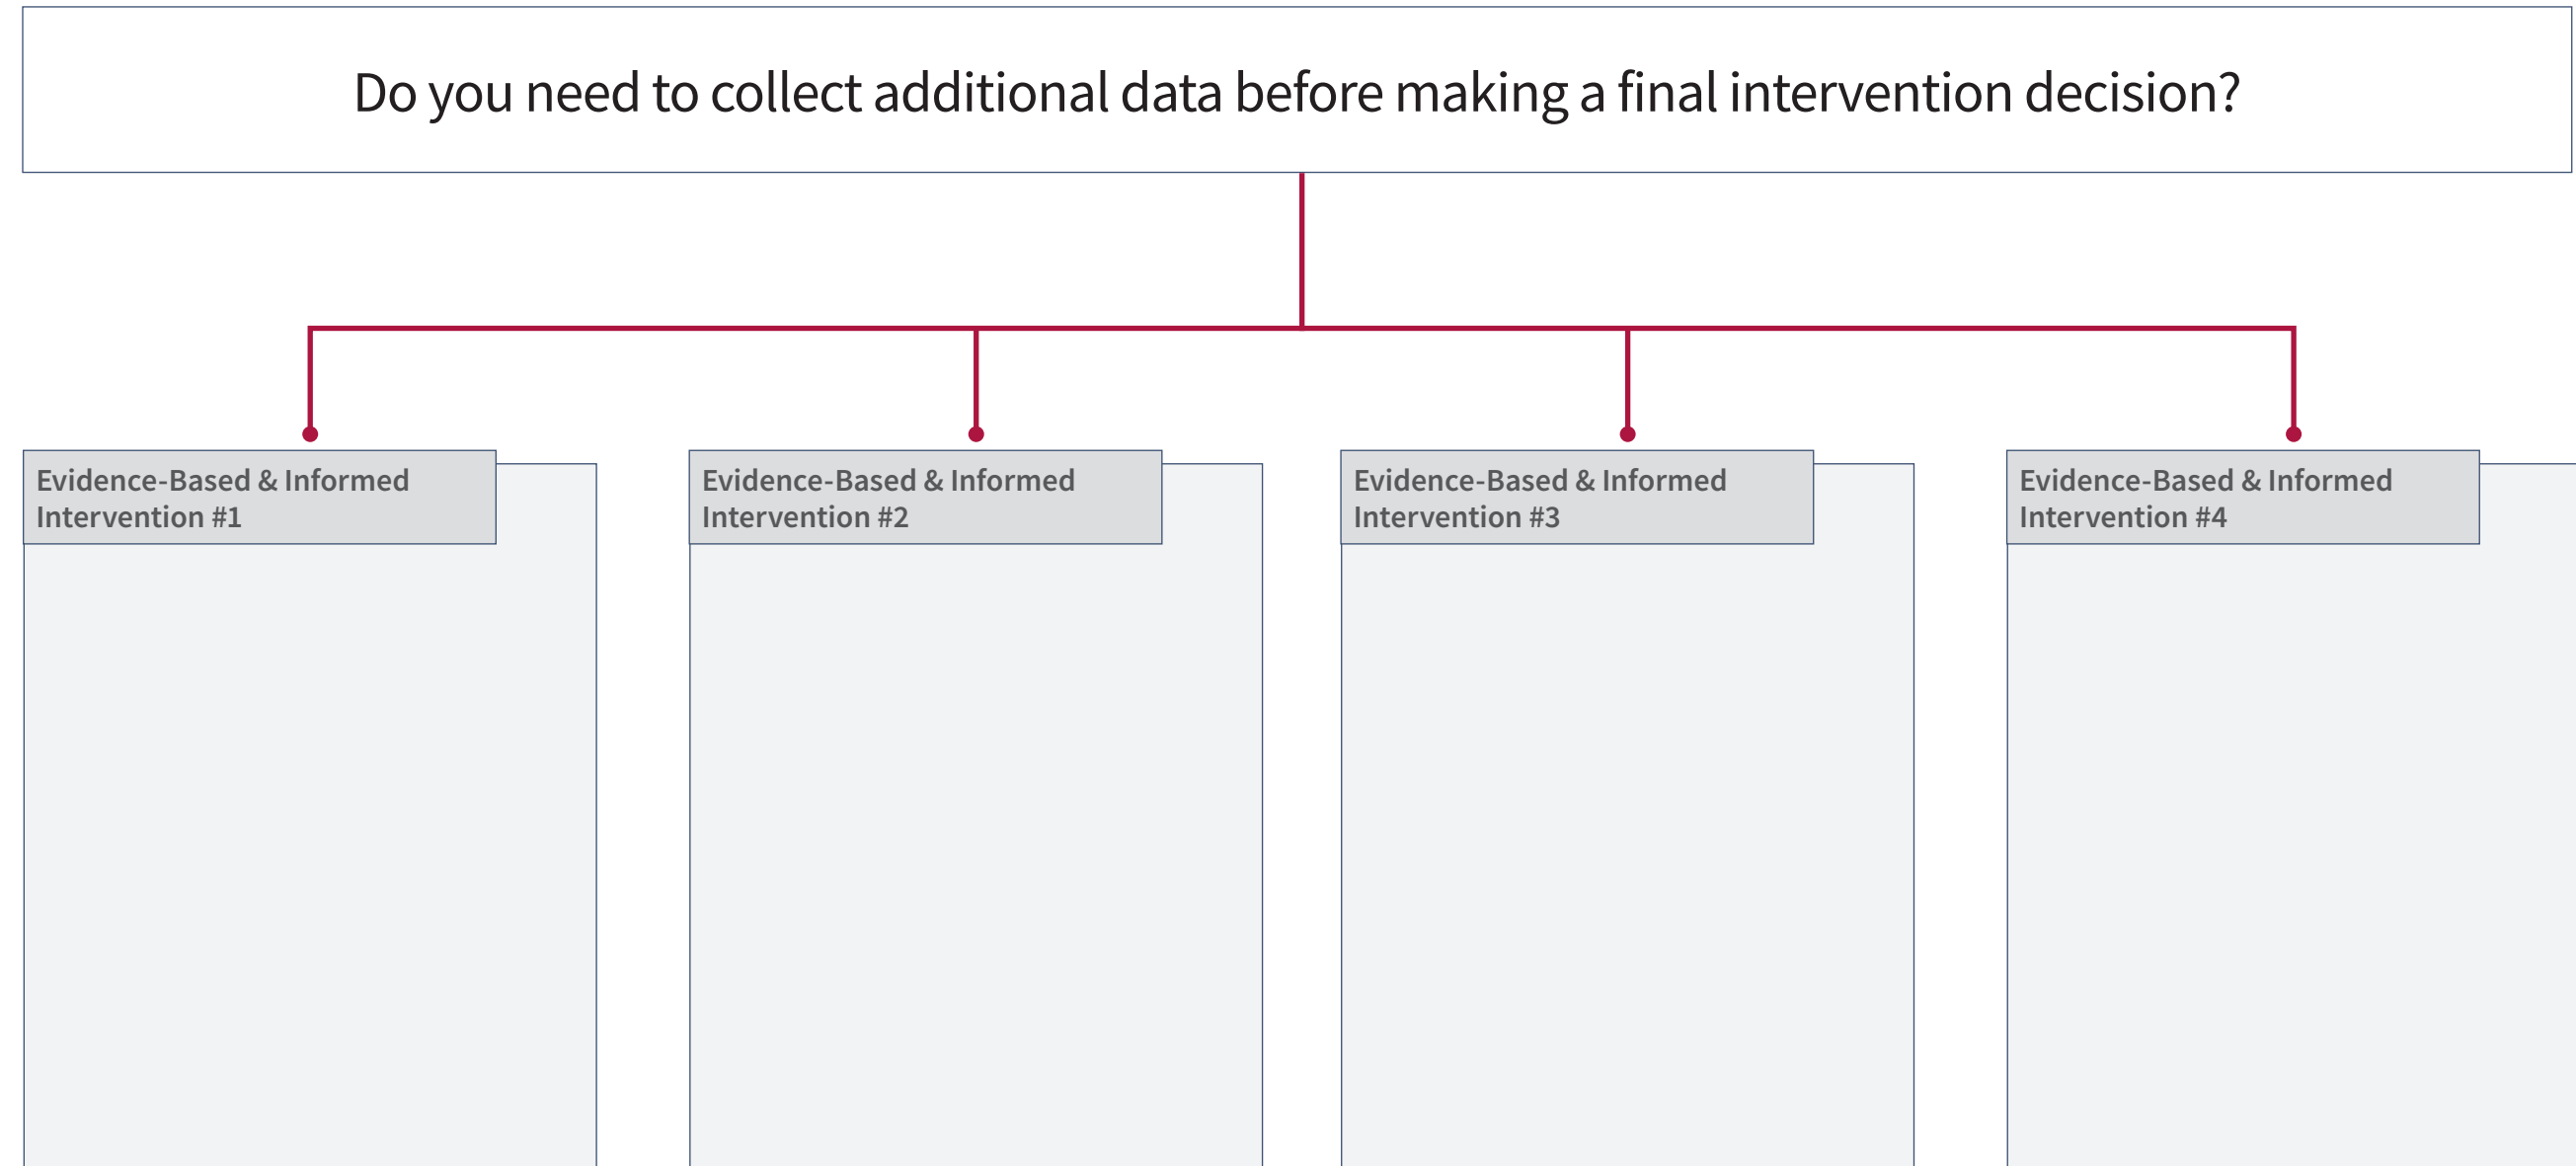 Do you need to collect additional data before making a final intervention decision?
Evidence-Based & Informed
Intervention #1
Evidence-Based & Informed
Intervention #2
Evidence-Based & Informed
Intervention #3
Evidence-Based & Informed
Intervention #4